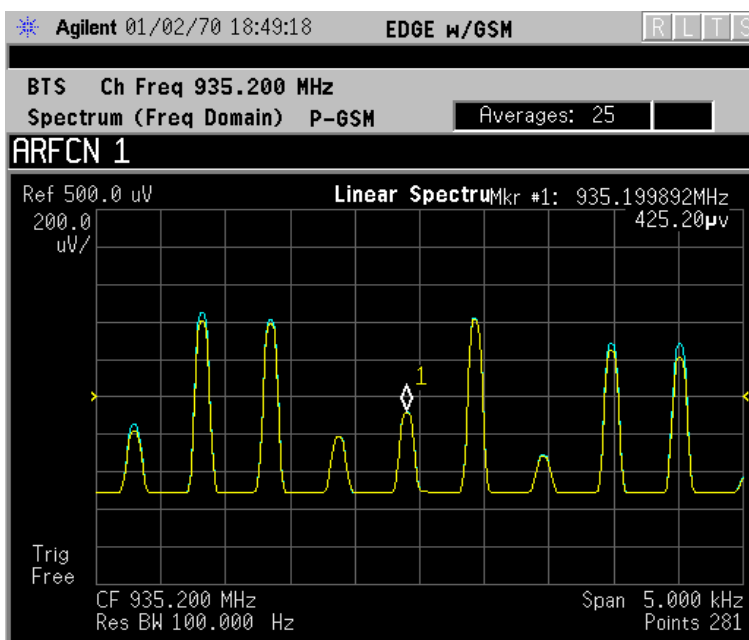 Agilent 01/02/70 18:49:18 EDGE w/GSM R L T S
BTS Ch Freq 935.200 MHz
Spectrum (Freq Domain) P-GSM Averages: 25
ARFCN 1
Ref 500.0 uV Linear Spectru Mkr #1: 935.199892MHz
200.0 425.20µv
uV/
1
Trig
Free
CF 935.200 MHz Span 5.000 kHz
Res BW 100.000 Hz Points 281